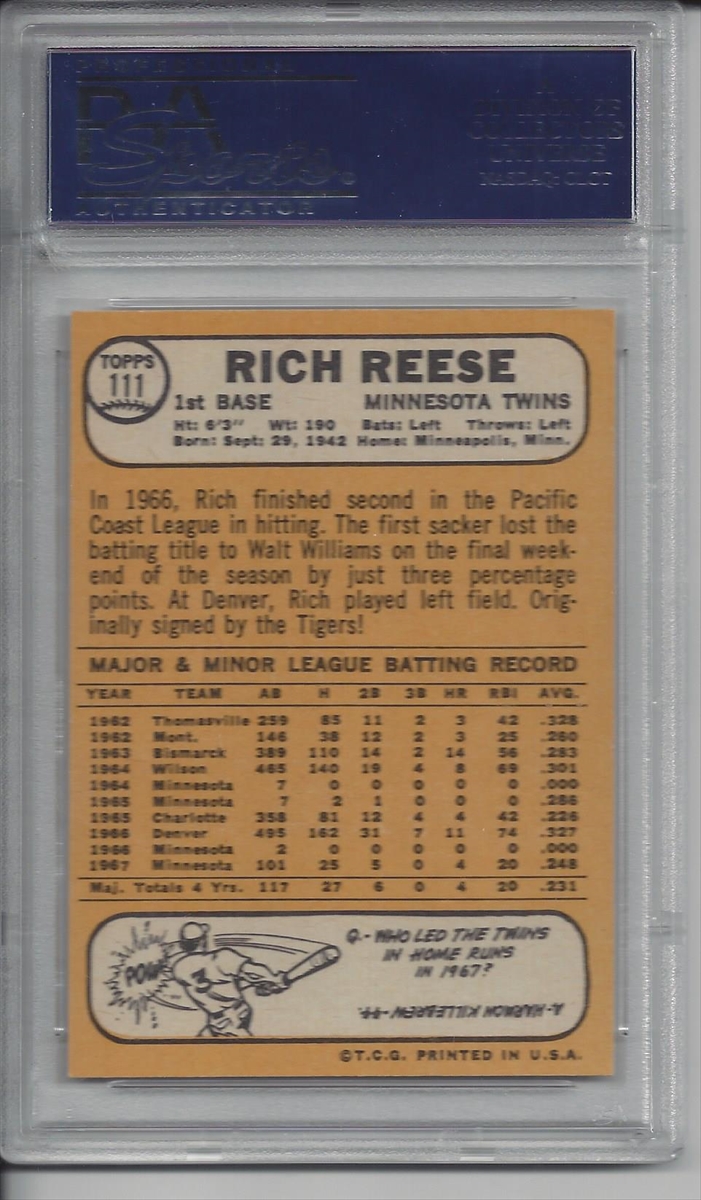 PROFESSIONAL
PSA
Sports
AUTHENTICATOR
A
DIVISION OF
COLLECTORS
UNIVERSE
NASDAQ: CLCT
TOPPS
111
RICH REESE
1st BASE MINNESOTA TWINS
Ht: 6'3" Wt: 190 Bats: Left Throws: Left
Born: Sept: 29, 1942 Home: Minneapolis, Minn.
In 1966, Rich finished second in the Pacific
Coast League in hitting. The first sacker lost the
batting title to Walt Williams on the final week-
end of the season by just three percentage
points. At Denver, Rich played left field. Orig-
inally signed by the Tigers!
MAJOR & MINOR LEAGUE BATTING RECORD
YEAR TEAM AB H 2B 3B HR RBI AVG.
1962 Thomasville 259 85 11 2 3 42 .328
1962 Mont. 146 38 12 2 3 25 .260
1963 Bismarck 389 110 14 2 14 56 .283
1964 Wilson 465 140 19 4 8 69 .301
1964 Minnesota 7 0 0 0 0 0 .000
1965 Minnesota 7 2 1 0 0 0 .286
1965 Charlotte 358 81 12 4 4 42 .226
1966 Denver 495 162 31 7 11 74 .327
1966 Minnesota 2 0 0 0 0 0 .000
1967 Minnesota 101 25 5 0 4 20 .248
Maj. Totals 4 Yrs. 117 27 6 0 4 20 .231
POW!
3
Q.- WHO LED THE TWINS
IN HOME RUNS
IN 1967?
A- HARMON KILLEBREW -44-
©T.C.G. PRINTED IN U.S.A.